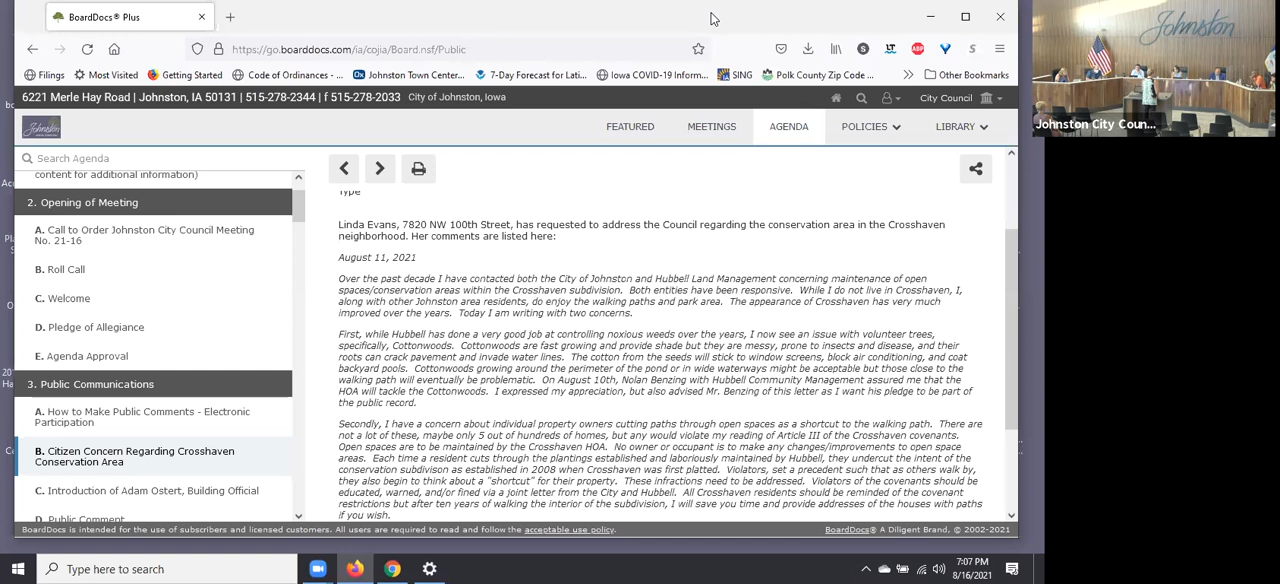 BoardDocs® Plus
https://go.boarddocs.com/ia/cojia/Board.nsf/Public
Filings Most Visited Getting Started Code of Ordinances - ... Johnston Town Center... 7-Day Forecast for Lati... Iowa COVID-19 Inform... SING Polk County Zip Code ... Other Bookmarks
6221 Merle Hay Road | Johnston, IA 50131 | 515-278-2344 | f 515-278-2033 City of Johnston, Iowa
City Council
Johnston
FEATURED MEETINGS AGENDA POLICIES LIBRARY
Search Agenda
content for additional information)
2. Opening of Meeting
A. Call to Order Johnston City Council Meeting
No. 21-16
B. Roll Call
C. Welcome
D. Pledge of Allegiance
E. Agenda Approval
3. Public Communications
A. How to Make Public Comments - Electronic
Participation
B. Citizen Concern Regarding Crosshaven
Conservation Area
C. Introduction of Adam Ostert, Building Official
D. Public Comment
Type
Linda Evans, 7820 NW 100th Street, has requested to address the Council regarding the conservation area in the Crosshaven
neighborhood. Her comments are listed here:
August 11, 2021
Over the past decade I have contacted both the City of Johnston and Hubbell Land Management concerning maintenance of open
spaces/conservation areas within the Crosshaven subdivision. Both entities have been responsive. While I do not live in Crosshaven, I,
along with other Johnston area residents, do enjoy the walking paths and park area. The appearance of Crosshaven has very much
improved over the years. Today I am writing with two concerns.
First, while Hubbell has done a very good job at controlling noxious weeds over the years, I now see an issue with volunteer trees,
specifically, Cottonwoods. Cottonwoods are fast growing and provide shade but they are messy, prone to insects and disease, and their
roots can crack pavement and invade water lines. The cotton from the seeds will stick to window screens, block air conditioning, and coat
backyard pools. Cottonwoods growing around the perimeter of the pond or in wide waterways might be acceptable but those close to the
walking path will eventually be problematic. On August 10th, Nolan Benzing with Hubbell Community Management assured me that the
HOA will tackle the Cottonwoods. I expressed my appreciation, but also advised Mr. Benzing of this letter as I want his pledge to be part of
the public record.
Secondly, I have a concern about individual property owners cutting paths through open spaces as a shortcut to the walking path. There are
not a lot of these, maybe only 5 out of hundreds of homes, but any would violate my reading of Article III of the Crosshaven covenants.
Open spaces are to be maintained by the Crosshaven HOA. No owner or occupant is to make any changes/improvements to open space
areas. Each time a resident cuts through the plantings established and laboriously maintained by Hubbell, they undercut the intent of the
conservation subdivison as established in 2008 when Crosshaven was first platted. Violators, set a precedent such that as others walk by,
they also begin to think about a "shortcut" for their property. These infractions need to be addressed. Violators of the covenants should be
educated, warned, and/or fined via a joint letter from the City and Hubbell. All Crosshaven residents should be reminded of the covenant
restrictions but after ten years of walking the interior of the subdivision, I will save you time and provide addresses of the houses with paths
if you wish.
BoardDocs is intended for the use of subscribers and licensed customers. All users are required to read and follow the acceptable use policy.
BoardDocs® A Diligent Brand. © 2002-2021
Johnston
Johnston City Coun...
Type here to search
7:07 PM
8/16/2021